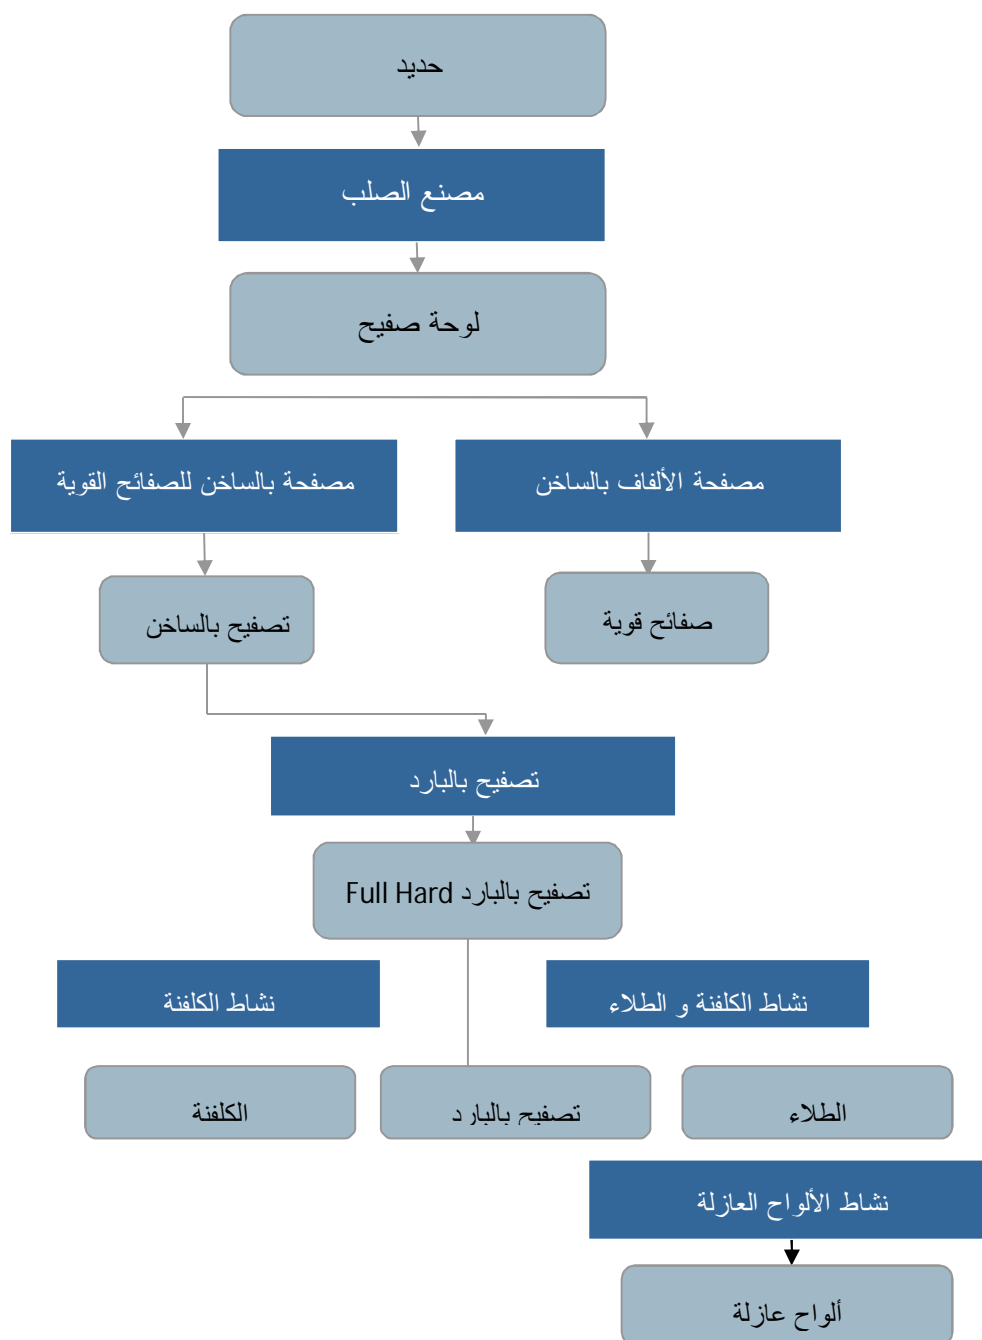 حديد
مصنع الصلب
لوحة صفيح
مصفحة الألفاف بالساخن
مصفحة بالساخن للصفائح القوية
صفائح قوية
تصفيح بالساخن
تصفيح بالبارد
تصفيح بالبارد Full Hard
نشاط الكلفنة و الطلاء
نشاط الكلفنة
الطلاء
تصفيح بالبارد
الكلفنة
نشاط الألواح العازلة
ألواح عازلة